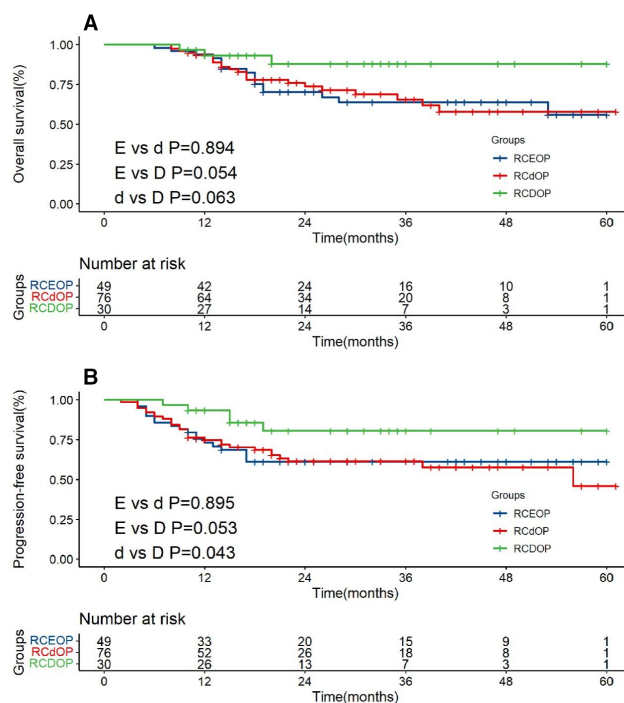 A
Overall survival(%)
1.00
0.75
0.50
0.25
0.00
E vs d P=0.894
E vs D P=0.054
d vs D P=0.063
Groups
RCEOP
RCdOP
RCDOP
0 12 24 36 48 60
Time(months)
Number at risk
Groups
RCEOP 49 42 24 16 10 1
RCdOP 76 64 34 20 8 1
RCDOP 30 27 14 7 3 1
0 12 24 36 48 60
Time(months)
B
Progression-free survival(%)
1.00
0.75
0.50
0.25
0.00
E vs d P=0.895
E vs D P=0.053
d vs D P=0.043
Groups
RCEOP
RCdOP
RCDOP
0 12 24 36 48 60
Time(months)
Number at risk
Groups
RCEOP 49 33 20 15 9 1
RCdOP 76 52 26 18 8 1
RCDOP 30 26 13 7 3 1
0 12 24 36 48 60
Time(months)